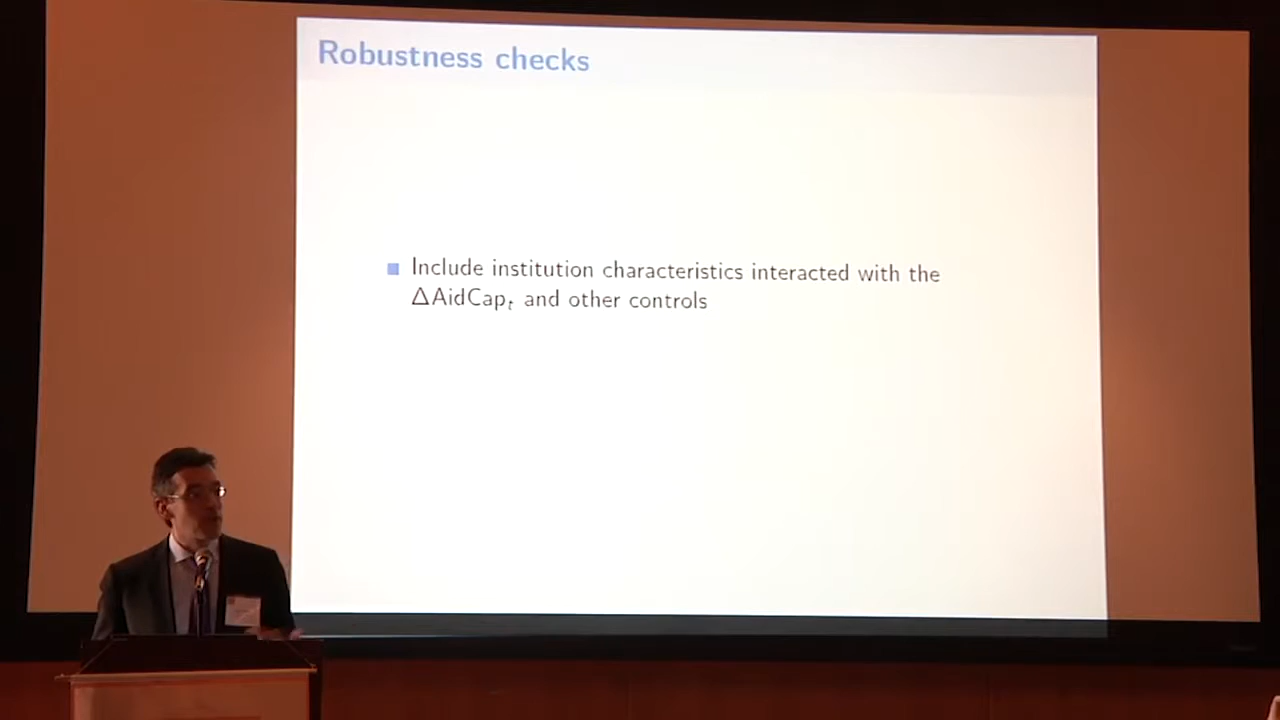 Robustness checks
Include institution characteristics interacted with the
ΔAidCapₜ and other controls